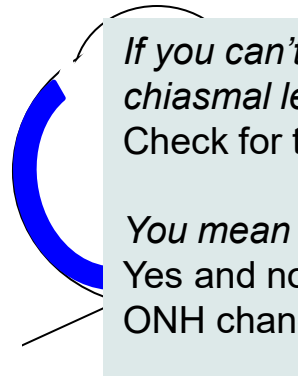 If you can't
chiasmal le
Check for t
You mean
Yes and no
ONH chan